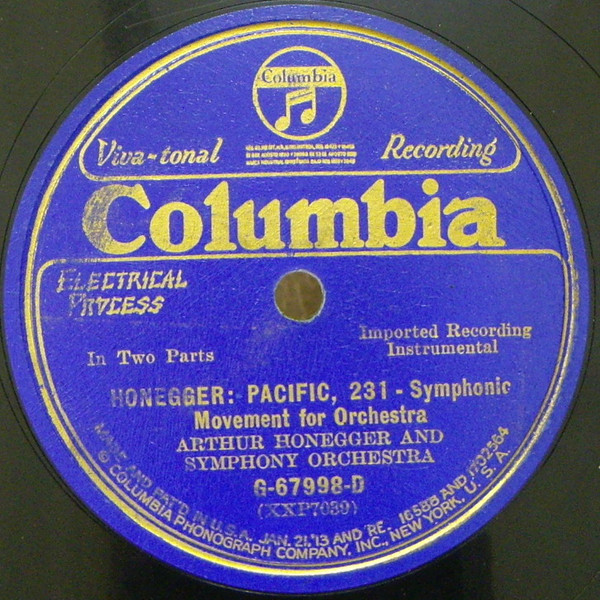 Columbia
Viva-tonal Recording
Columbia
ELECTRICAL
PROCESS
Imported Recording
In Two Parts
Instrumental
HONEGGER:- PACIFIC, 231 - Symphonic
Movement for Orchestra
ARTHUR HONEGGER AND
SYMPHONY ORCHESTRA
G-67998-D
(XXP7039)
MADE AND PAT'D IN U.S.A. JAN. 21, '13 AND RE. 16588 AND 1702564
© COLUMBIA PHONOGRAPH COMPANY, INC., NEW YORK, U.S.A.